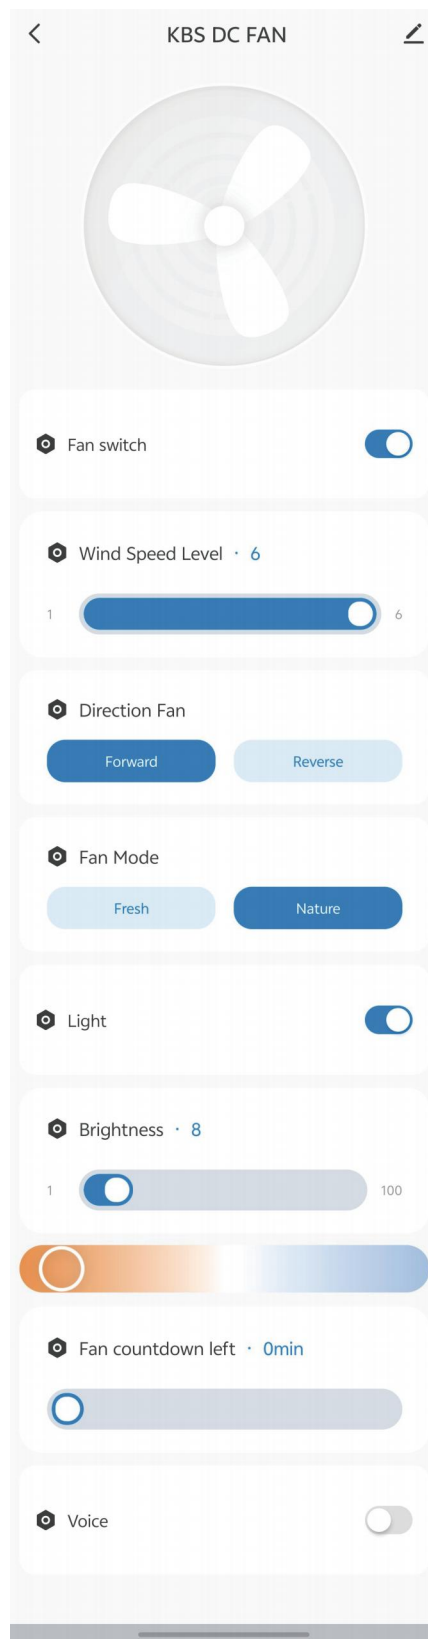 KBS DC FAN
Fan switch
Wind Speed Level · 6
1 6
Direction Fan
Forward Reverse
Fan Mode
Fresh Nature
Light
Brightness · 8
1 100
Fan countdown left · 0min
Voice